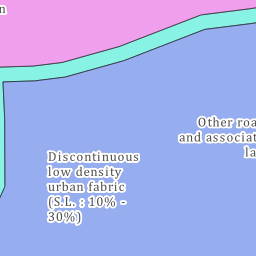 n
Other roa
and associat
la
Discontinuous
low density
urban fabric
(S.L. : 10% -
30%)